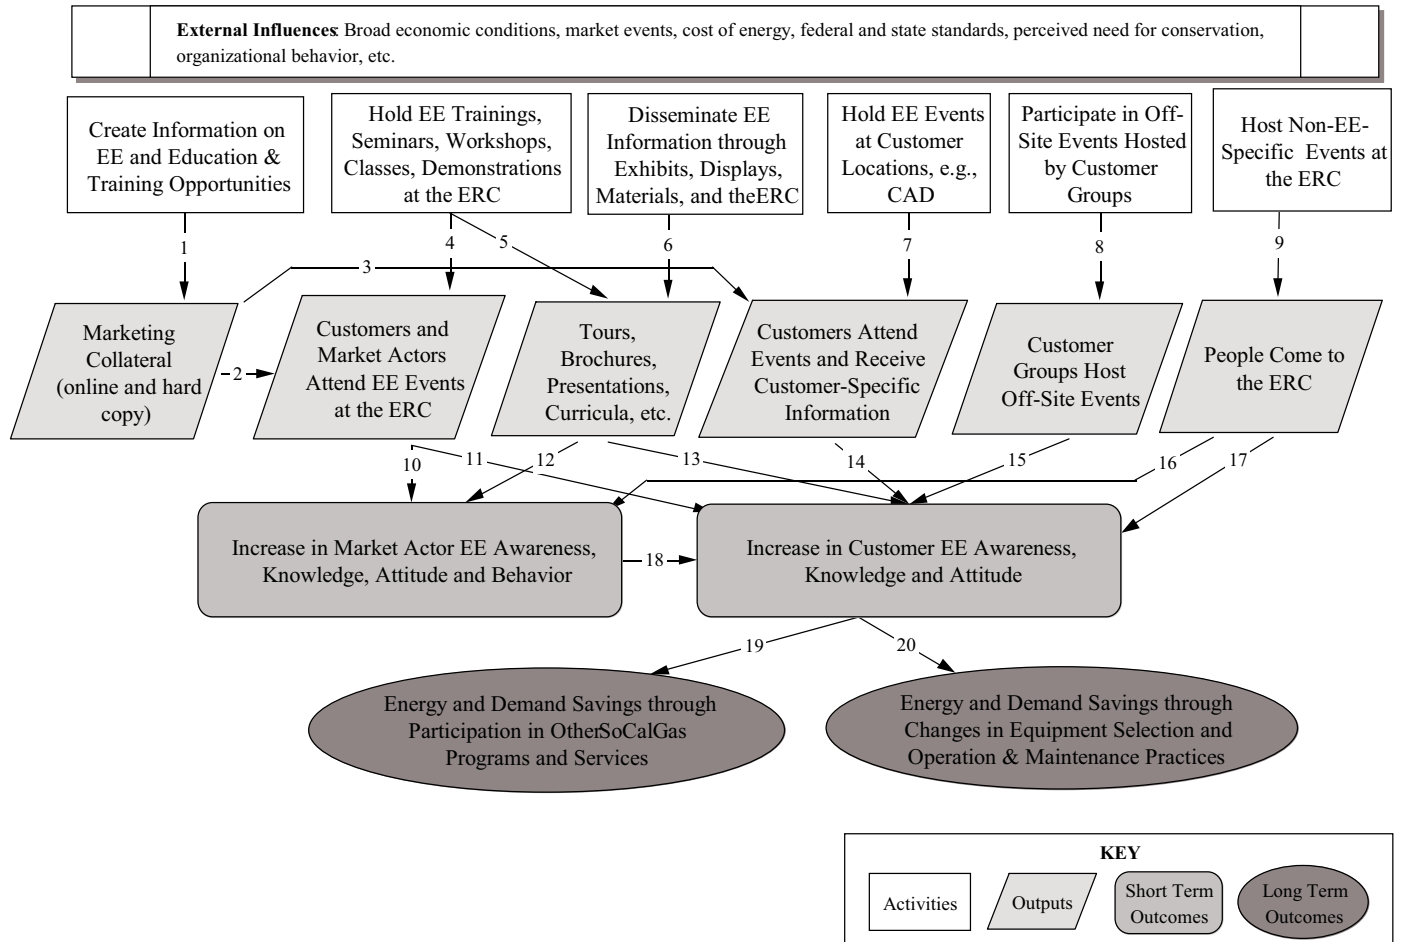 External Influences: Broad economic conditions, market events, cost of energy, federal and state standards, perceived need for conservation,
organizational behavior, etc.
Create Information on
EE and Education &
Training Opportunities
Hold EE Trainings,
Seminars, Workshops,
Classes, Demonstrations
at the ERC
Disseminate EE
Information through
Exhibits, Displays,
Materials, and theERC
Hold EE Events
at Customer
Locations, e.g.,
CAD
Participate in Off-
Site Events Hosted
by Customer
Groups
Host Non-EE-
Specific Events at
the ERC
1
4
5
6
7
8
9
3
Marketing
Collateral
(online and hard
copy)
2
Customers and
Market Actors
Attend EE Events
at the ERC
Tours,
Brochures,
Presentations,
Curricula, etc.
Customers Attend
Events and Receive
Customer-Specific
Information
Customer
Groups Host
Off-Site Events
People Come to
the ERC
10
11
12
13
14
15
16
17
Increase in Market Actor EE Awareness,
Knowledge, Attitude and Behavior
18
Increase in Customer EE Awareness,
Knowledge and Attitude
19
20
Energy and Demand Savings through
Participation in OtherSoCalGas
Programs and Services
Energy and Demand Savings through
Changes in Equipment Selection and
Operation & Maintenance Practices
KEY
Activities
Outputs
Short Term
Outcomes
Long Term
Outcomes